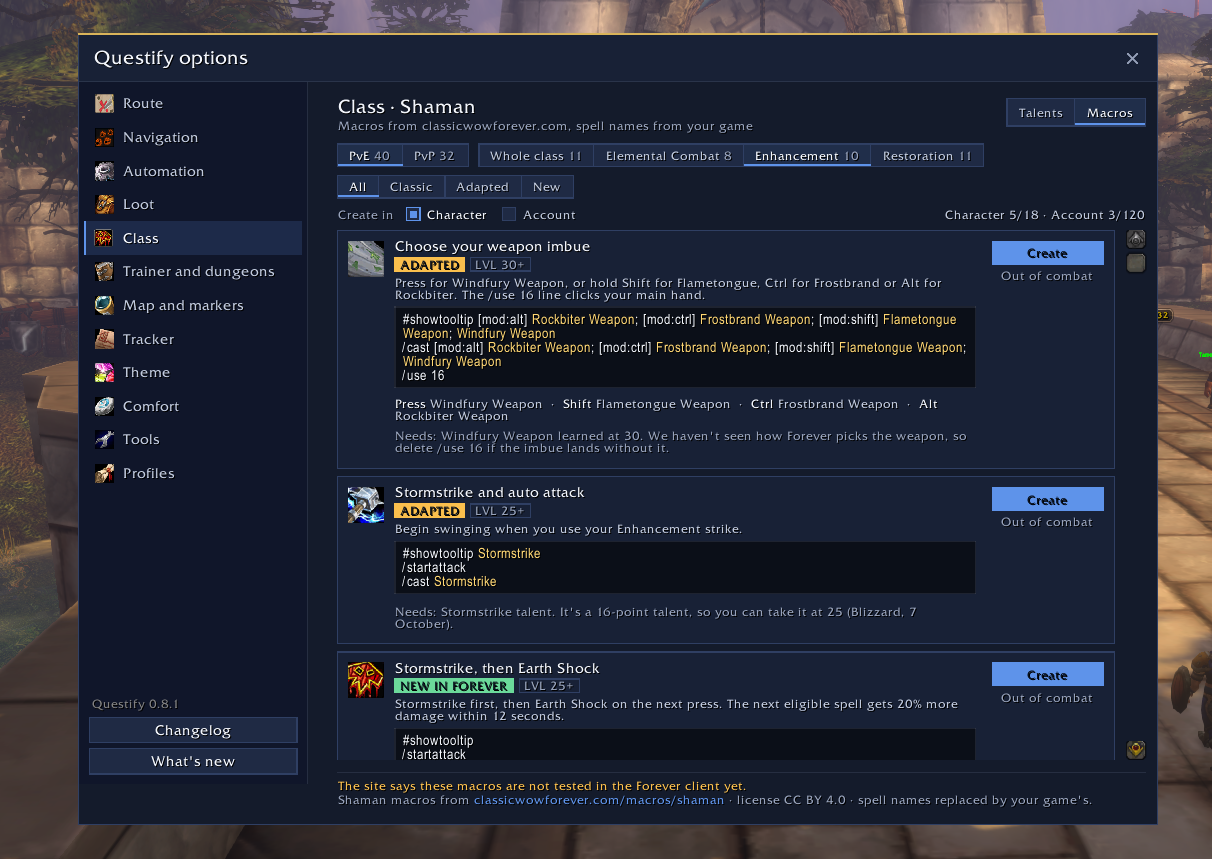 Questify options
Route
Navigation
Automation
Loot
Class
Trainer and dungeons
Map and markers
Tracker
Theme
Comfort
Tools
Profiles
Questify 0.8.1
Changelog
What's new
Class · Shaman
Macros from classicwowforever.com, spell names from your game
Talents Macros
PvE 40 PvP 32 Whole class 11 Elemental Combat 8 Enhancement 10 Restoration 11
All Classic Adapted New
Create in Character Account
Character 5/18 · Account 3/120
Choose your weapon imbue
ADAPTED LVL 30+
Press for Windfury Weapon, or hold Shift for Flametongue, Ctrl for Frostbrand or Alt for
Rockbiter. The /use 16 line clicks your main hand.
#showtooltip [mod:alt] Rockbiter Weapon; [mod:ctrl] Frostbrand Weapon; [mod:shift] Flametongue
Weapon; Windfury Weapon
/cast [mod:alt] Rockbiter Weapon; [mod:ctrl] Frostbrand Weapon; [mod:shift] Flametongue Weapon;
Windfury Weapon
/use 16
Press Windfury Weapon · Shift Flametongue Weapon · Ctrl Frostbrand Weapon · Alt
Rockbiter Weapon
Needs: Windfury Weapon learned at 30. We haven't seen how Forever picks the weapon, so
delete /use 16 if the imbue lands without it.
Create
Out of combat
Stormstrike and auto attack
ADAPTED LVL 25+
Begin swinging when you use your Enhancement strike.
#showtooltip Stormstrike
/startattack
/cast Stormstrike
Needs: Stormstrike talent. It's a 16-point talent, so you can take it at 25 (Blizzard, 7
October).
Create
Out of combat
Stormstrike, then Earth Shock
NEW IN FOREVER LVL 25+
Stormstrike first, then Earth Shock on the next press. The next eligible spell gets 20% more
damage within 12 seconds.
#showtooltip
/startattack
Create
Out of combat
The site says these macros are not tested in the Forever client yet.
Shaman macros from classicwowforever.com/macros/shaman · license CC BY 4.0 · spell names replaced by your game's.
32